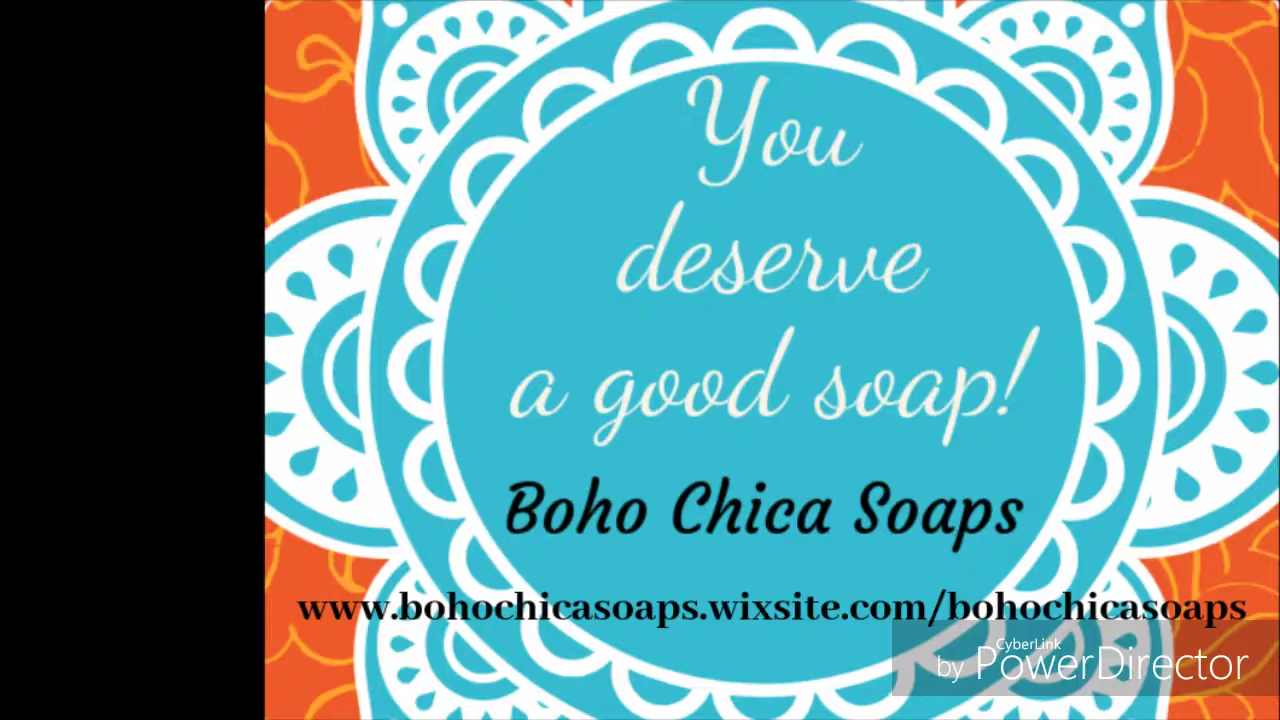 You
deserve
a good soap!
Boho Chica Soaps
www.bohochicasoaps.wixsite.com/bohochicasoaps
CyberLink
by PowerDirector